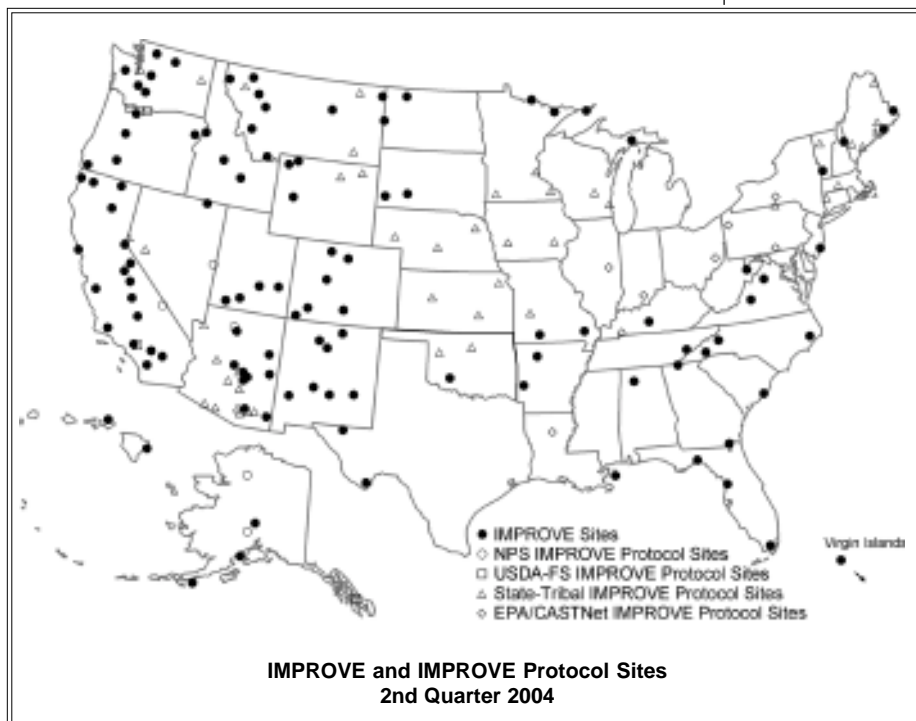 IMPROVE Sites
NPS IMPROVE Protocol Sites
USDA-FS IMPROVE Protocol Sites
State-Tribal IMPROVE Protocol Sites
EPA/CASTNet IMPROVE Protocol Sites
Virgin Islands
IMPROVE and IMPROVE Protocol Sites
2nd Quarter 2004